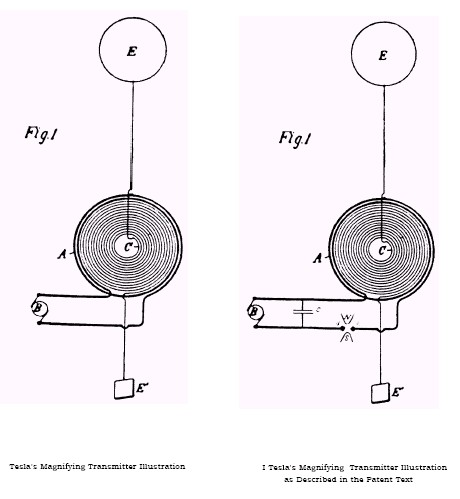 E
Fig.1
A
C
B
E'
Tesla's Magnifying Transmitter Illustration
E
Fig.1
A
C
B
c
N
S
E'
I Tesla's Magnifying Transmitter Illustration
as Described in the Patent Text